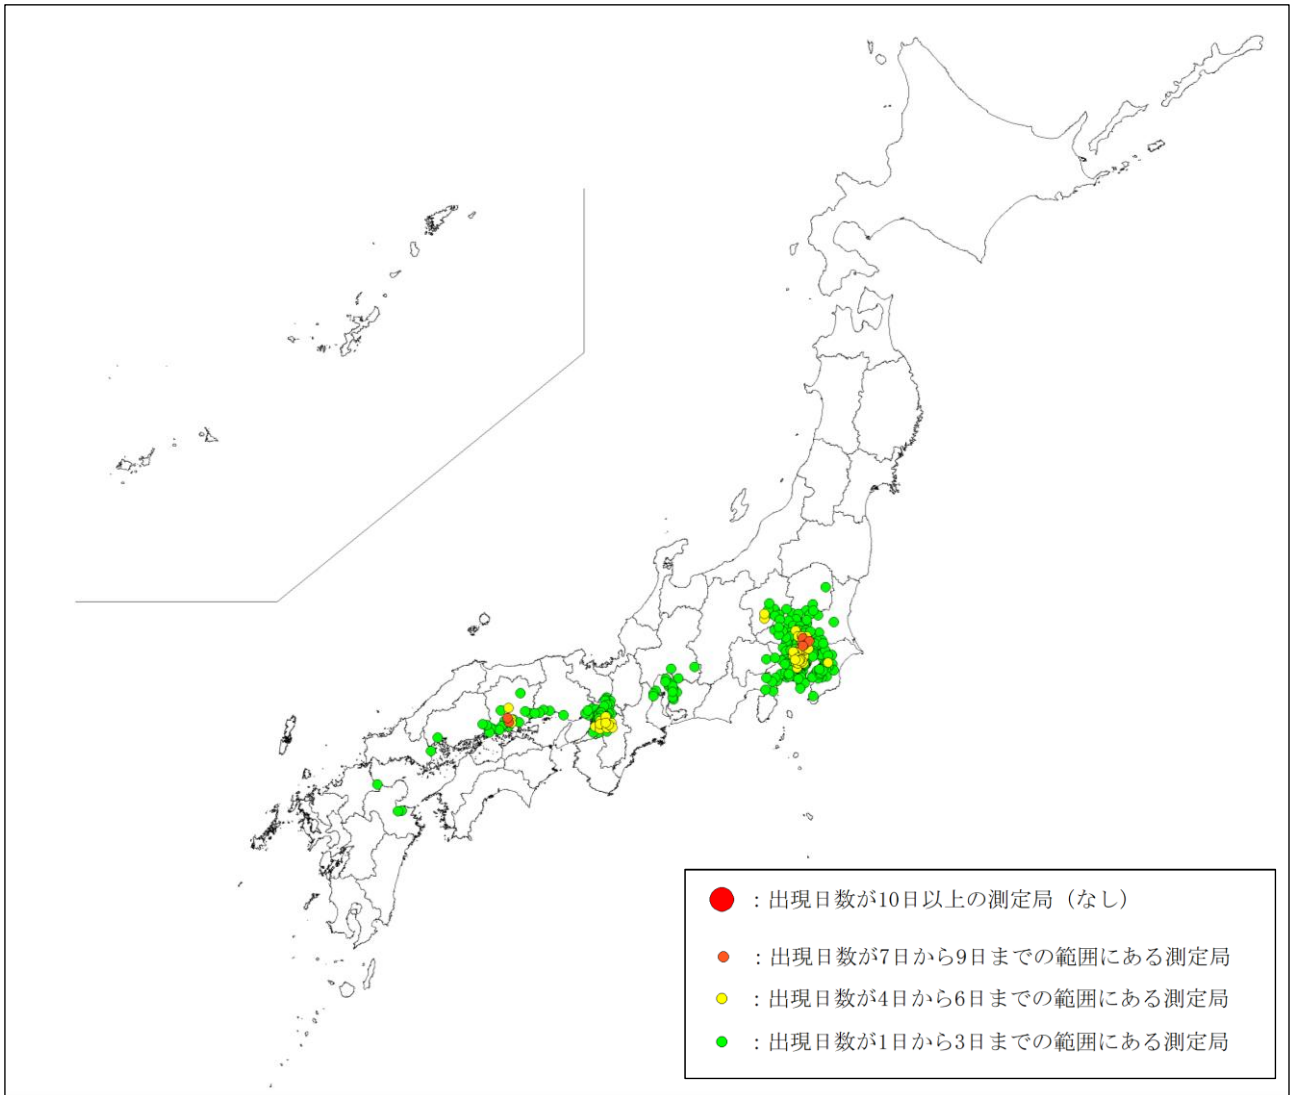 ：出現日数が10日以上の測定局（なし）
：出現日数が7日から9日までの範囲にある測定局
：出現日数が4日から6日までの範囲にある測定局
：出現日数が1日から3日までの範囲にある測定局